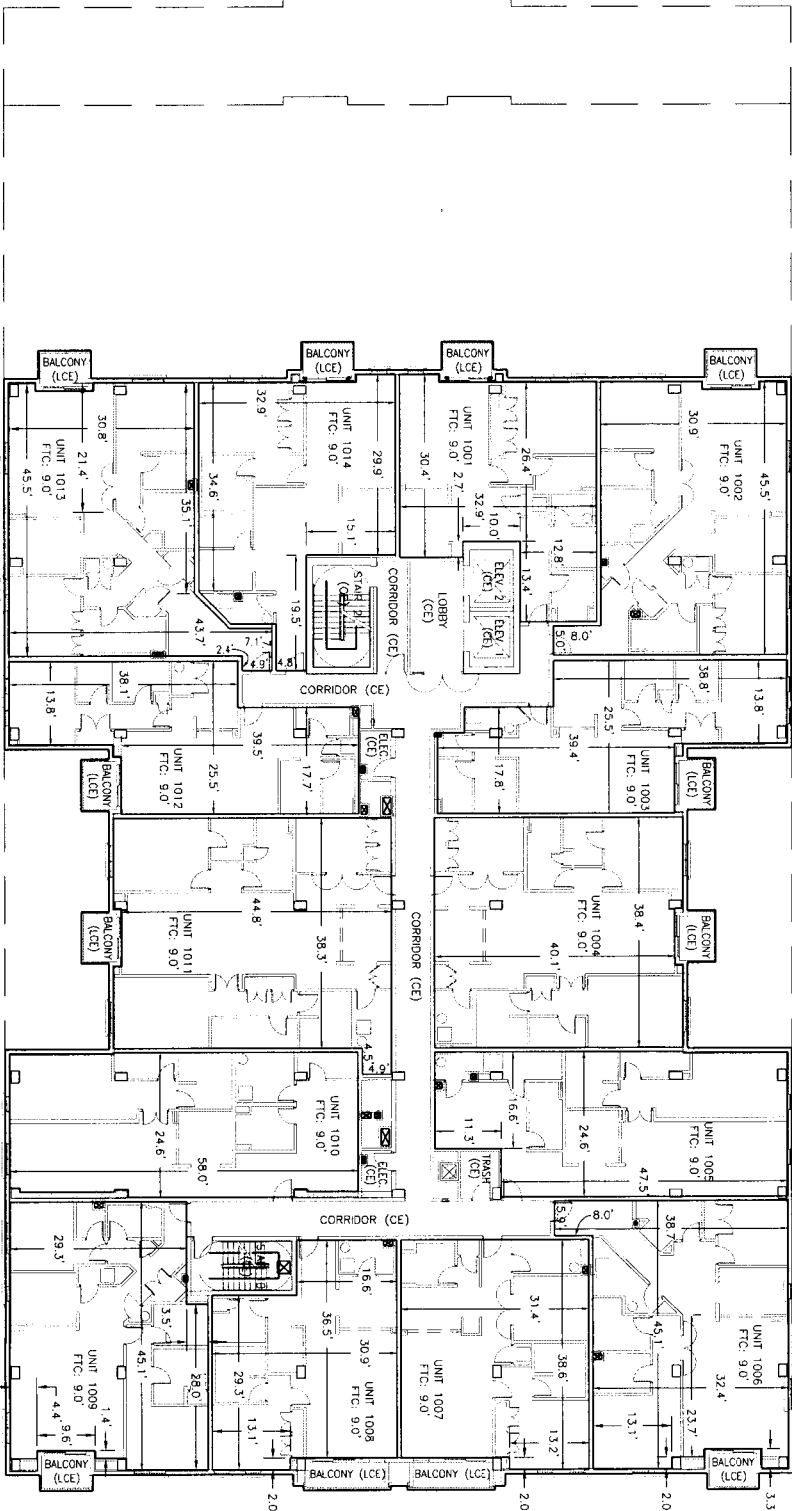 BALCONY
(LCE)
BALCONY
(LCE)
BALCONY
(LCE)
BALCONY
(LCE)
30.8'
21.4'
45.5'
UNIT 1013
FTC: 9.0'
35.1'
43.7'
32.9'
34.6'
UNIT 1014
FTC: 9.0'
29.9'
15.1'
19.5'
7.1'
2.4'
4.9'
4.8'
30.4'
UNIT 1001
FTC: 9.0'
2.7'
32.9'
10.0'
26.4'
12.8'
13.4'
30.9'
UNIT 1002
FTC: 9.0'
45.5'
8.0'
5.0'
STAIR 2
CORRIDOR (CE)
LOBBY
(CE)
ELEV. 2
(CE)
ELEV. 1
(CE)
CORRIDOR (CE)
13.8'
38.1'
39.5'
25.5'
UNIT 1012
FTC: 9.0'
17.7'
ELEC.
(CE)
17.8'
39.4'
25.5'
UNIT 1003
FTC: 9.0'
38.8'
13.8'
BALCONY
(LCE)
BALCONY
(LCE)
44.8'
UNIT 1011
FTC: 9.0'
38.3'
4.5'
4.9'
CORRIDOR (CE)
UNIT 1004
FTC: 9.0'
40.1'
38.4'
BALCONY
(LCE)
BALCONY
(LCE)
24.6'
58.0'
UNIT 1010
FTC: 9.0'
ELEC.
(CE)
16.6'
11.3'
TRASH
(CE)
24.6'
UNIT 1005
FTC: 9.0'
47.5'
CORRIDOR (CE)
29.3'
3.5'
45.1'
28.0'
UNIT 1009
FTC: 9.0'
4.4'
9.6'
1.4'
16.6'
36.5'
30.9'
29.3'
13.1'
UNIT 1008
FTC: 9.0'
31.4'
38.6'
UNIT 1007
FTC: 9.0'
13.2'
5.9'
8.0'
38.7'
45.1'
UNIT 1006
FTC: 9.0'
32.4'
23.7'
13.1'
BALCONY
(LCE)
BALCONY (LCE)
BALCONY (LCE)
BALCONY
(LCE)
2.0
2.0
2.0
3.3